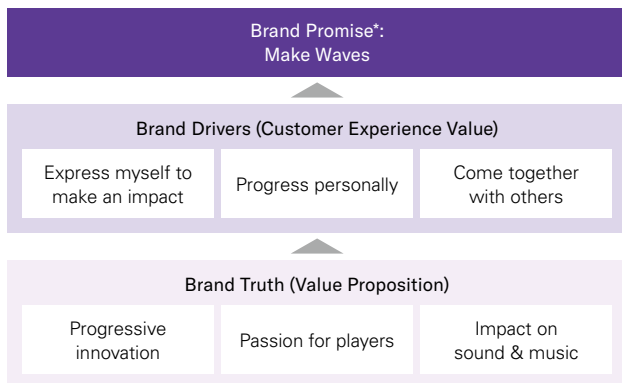 Brand Promise*:
Make Waves
Brand Drivers (Customer Experience Value)
Express myself to
make an impact
Progress personally
Come together
with others
Brand Truth (Value Proposition)
Progressive
innovation
Passion for players
Impact on
sound & music